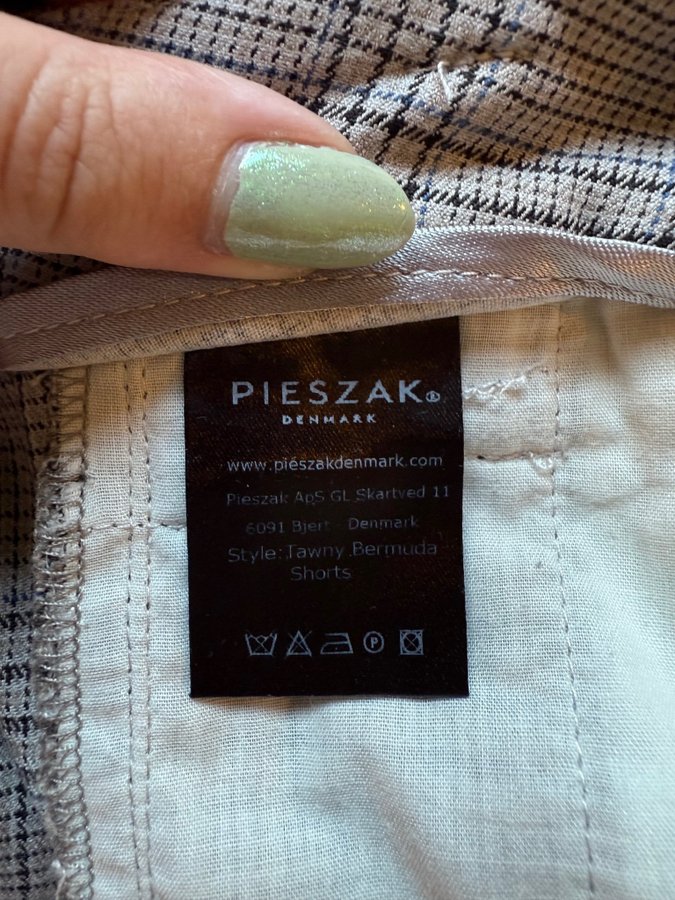 PIESZAK®
DENMARK
www.pieszakdenmark.com
Pieszak ApS GL Skartved 11
6091 Bjert - Denmark
Style: Tawny Bermuda
Shorts
P